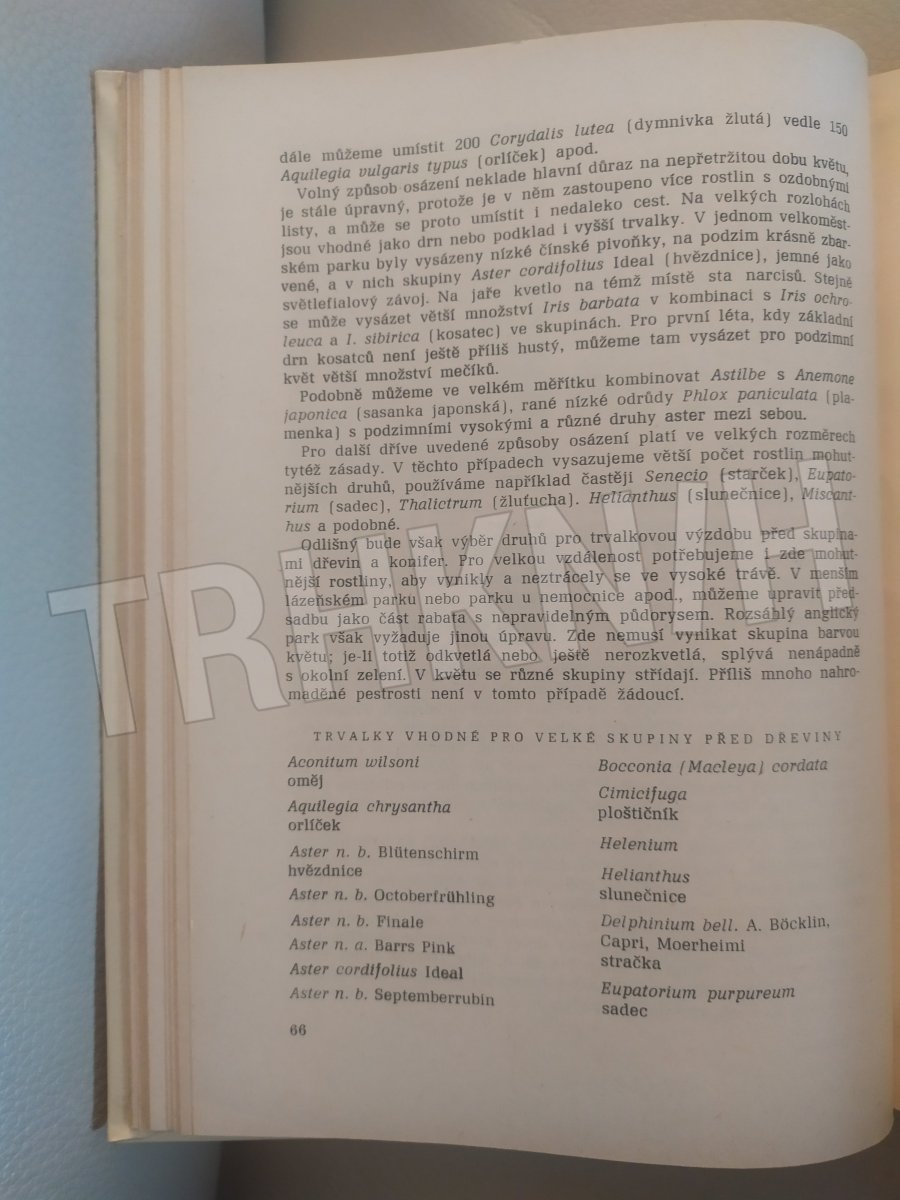 dále můžeme umístit 200 Corydalis lutea (dymnivka žlutá) vedle 150
Aquilegia vulgaris typus (orlíček) apod.
Volný způsob osázení neklade hlavní důraz na nepřetržitou dobu květu,
je stále úpravný, protože je v něm zastoupeno více rostlin s ozdobnými
listy, a může se proto umístit i nedaleko cest. Na velkých rozlohách
jsou vhodné jako drn nebo podklad i vyšší trvalky. V jednom velkoměst-
ském parku byly vysázeny nízké čínské pivoňky, na podzim krásně zbar-
vené, a v nich skupiny Aster cordifolius Ideal (hvězdnice), jemné jako
světlefialový závoj. Na jaře kvetlo na témž místě sta narcisů. Stejně
se může vysázet větší množství Iris barbata v kombinaci s Iris ochro-
leuca a I. sibirica (kosatec) ve skupinách. Pro první léta, kdy základní
drn kosatců není ještě příliš hustý, můžeme tam vysázet pro podzimní
květ větší množství mečíků.
Podobně můžeme ve velkém měřítku kombinovat Astilbe s Anemone
japonica (sasanka japonská), rané nízké odrůdy Phlox paniculata (pla-
menka) s podzimními vysokými a různé druhy aster mezi sebou.
Pro další dříve uvedené způsoby osázení platí ve velkých rozměrech
tytéž zásady. V těchto případech vysazujeme větší počet rostlin mohut-
nějších druhů, používáme například častěji Senecio (starček), Eupato-
rium (sadec), Thalictrum (žluťucha). Helianthus (slunečnice), Miscant-
hus a podobné.
Odlišný bude však výběr druhů pro trvalkovou výzdobu před skupina-
mi dřevin a konifer. Pro velkou vzdálenost potřebujeme i zde mohut-
nější rostliny, aby vynikly a neztrácely se ve vysoké trávě. V menším
lázeňském parku nebo parku u nemocnice apod., můžeme upravit před-
sadbu jako část rabata s nepravidelným půdorysem. Rozsáhlý anglický
park však vyžaduje jinou úpravu. Zde nemusí vynikat skupina barvou
květu; je-li totiž odkvetlá nebo ještě nerozkvetlá, splývá nenápadně
s okolní zelení. V květu se různé skupiny střídají. Příliš mnoho nahro-
maděné pestrosti není v tomto případě žádoucí.
TRVALKY VHODNÉ PRO VELKÉ SKUPINY PŘED DŘEVINY
Aconitum wilsoni
oměj
Aquilegia chrysantha
orlíček
Aster n. b. Blütenschirm
hvězdnice
Aster n. b. Octoberfrühling
Aster n. b. Finale
Aster n. a. Barrs Pink
Aster cordifolius Ideal
Aster n. b. Septemberrubin
Bocconia (Macleya) cordata
Cimicifuga
ploštičník
Helenium
Helianthus
slunečnice
Delphinium bell. A. Böcklin,
Capri, Moerheimi
stračka
Eupatorium purpureum
sadec
66
TRHKNIH